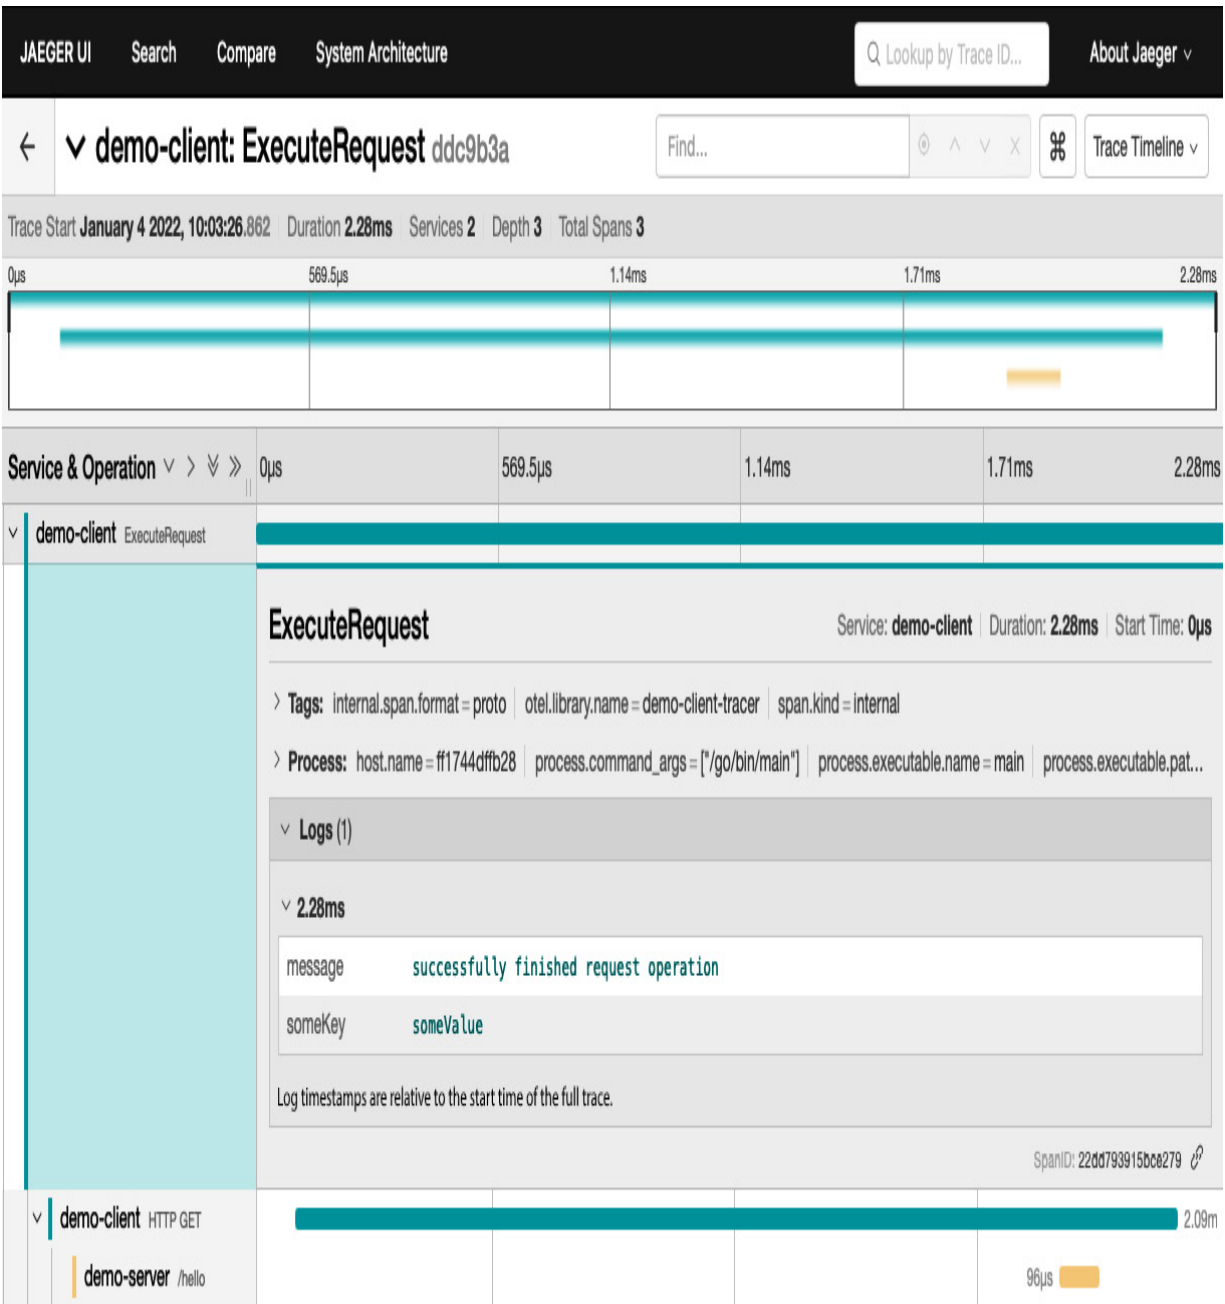 JAEGER UI Search Compare System Architecture Lookup by Trace ID... About Jaeger
demo-client: ExecuteRequest ddc9b3a Find... Trace Timeline
Trace Start January 4 2022, 10:03:26.862 Duration 2.28ms Services 2 Depth 3 Total Spans 3
0μs 569.5μs 1.14ms 1.71ms 2.28ms
Service & Operation 0μs 569.5μs 1.14ms 1.71ms 2.28ms
demo-client ExecuteRequest
ExecuteRequest Service: demo-client Duration: 2.28ms Start Time: 0μs
Tags: internal.span.format = proto otel.library.name = demo-client-tracer span.kind = internal
Process: host.name = ff1744dffb28 process.command_args = ["/go/bin/main"] process.executable.name = main process.executable.pat...
Logs (1)
2.28ms
message successfully finished request operation
someKey someValue
Log timestamps are relative to the start time of the full trace.
SpanID: 22dd793915bce279
demo-client HTTP GET 2.09m
demo-server /hello 96μs